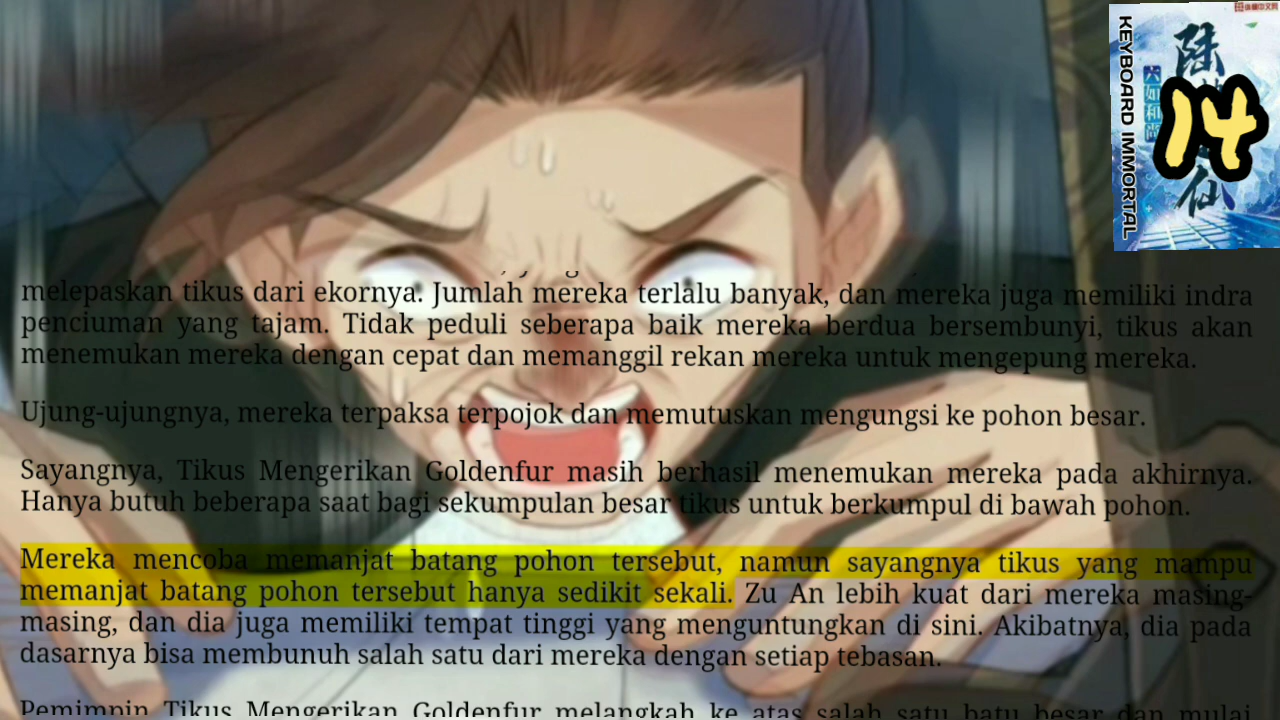 KEYBOARD IMMORTAL
陆
六如和尚
仙
14
melepaskan tikus dari ekornya. Jumlah mereka terlalu banyak, dan mereka juga memiliki indra
penciuman yang tajam. Tidak peduli seberapa baik mereka berdua bersembunyi, tikus akan
menemukan mereka dengan cepat dan memanggil rekan mereka untuk mengepung mereka.
Ujung-ujungnya, mereka terpaksa terpojok dan memutuskan mengungsi ke pohon besar.
Sayangnya, Tikus Mengerikan Goldenfur masih berhasil menemukan mereka pada akhirnya.
Hanya butuh beberapa saat bagi sekumpulan besar tikus untuk berkumpul di bawah pohon.
Mereka mencoba memanjat batang pohon tersebut, namun sayangnya tikus yang mampu
memanjat batang pohon tersebut hanya sedikit sekali. Zu An lebih kuat dari mereka masing-
masing, dan dia juga memiliki tempat tinggi yang menguntungkan di sini. Akibatnya, dia pada
dasarnya bisa membunuh salah satu dari mereka dengan setiap tebasan.
Pemimpin Tikus Mengerikan Goldenfur melangkah ke atas salah satu batu besar dan mulai